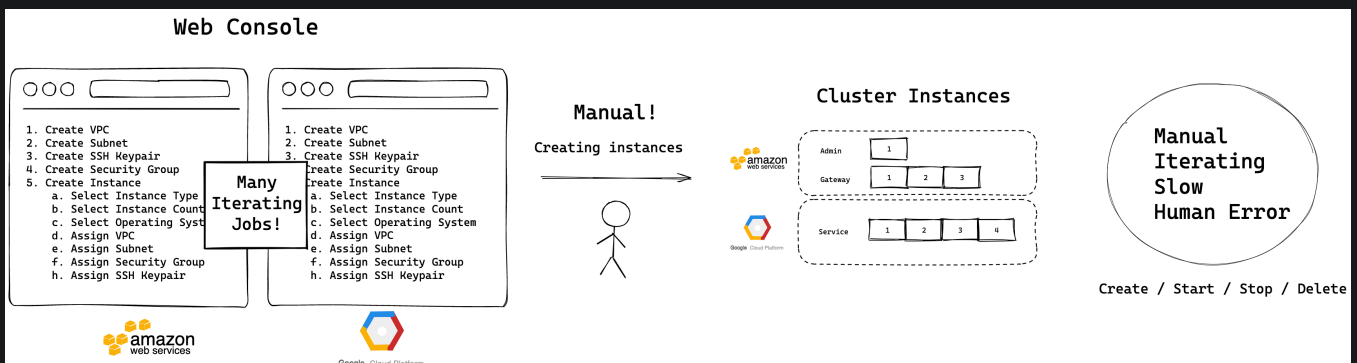 Web Console
1. Create VPC
2. Create Subnet
3. Create SSH Keypair
4. Create Security Group
5. Create Instance
a. Select Instance Type
b. Select Instance Count
c. Select Operating Syst
d. Assign VPC
e. Assign Subnet
f. Assign Security Group
h. Assign SSH Keypair
amazon
web services
Many
Iterating
Jobs!
1. Create VPC
2. Create Subnet
3. Create SSH Keypair
Create Security Group
Create Instance
a. Select Instance Type
b. Select Instance Count
c. Select Operating System
d. Assign VPC
e. Assign Subnet
f. Assign Security Group
h. Assign SSH Keypair
Google Cloud Platform
Manual!
Creating instances
Cluster Instances
amazon
web services
Admin
1
Gateway
1 2 3
Google Cloud Platform
Service
1 2 3 4
Manual
Iterating
Slow
Human Error
Create / Start / Stop / Delete